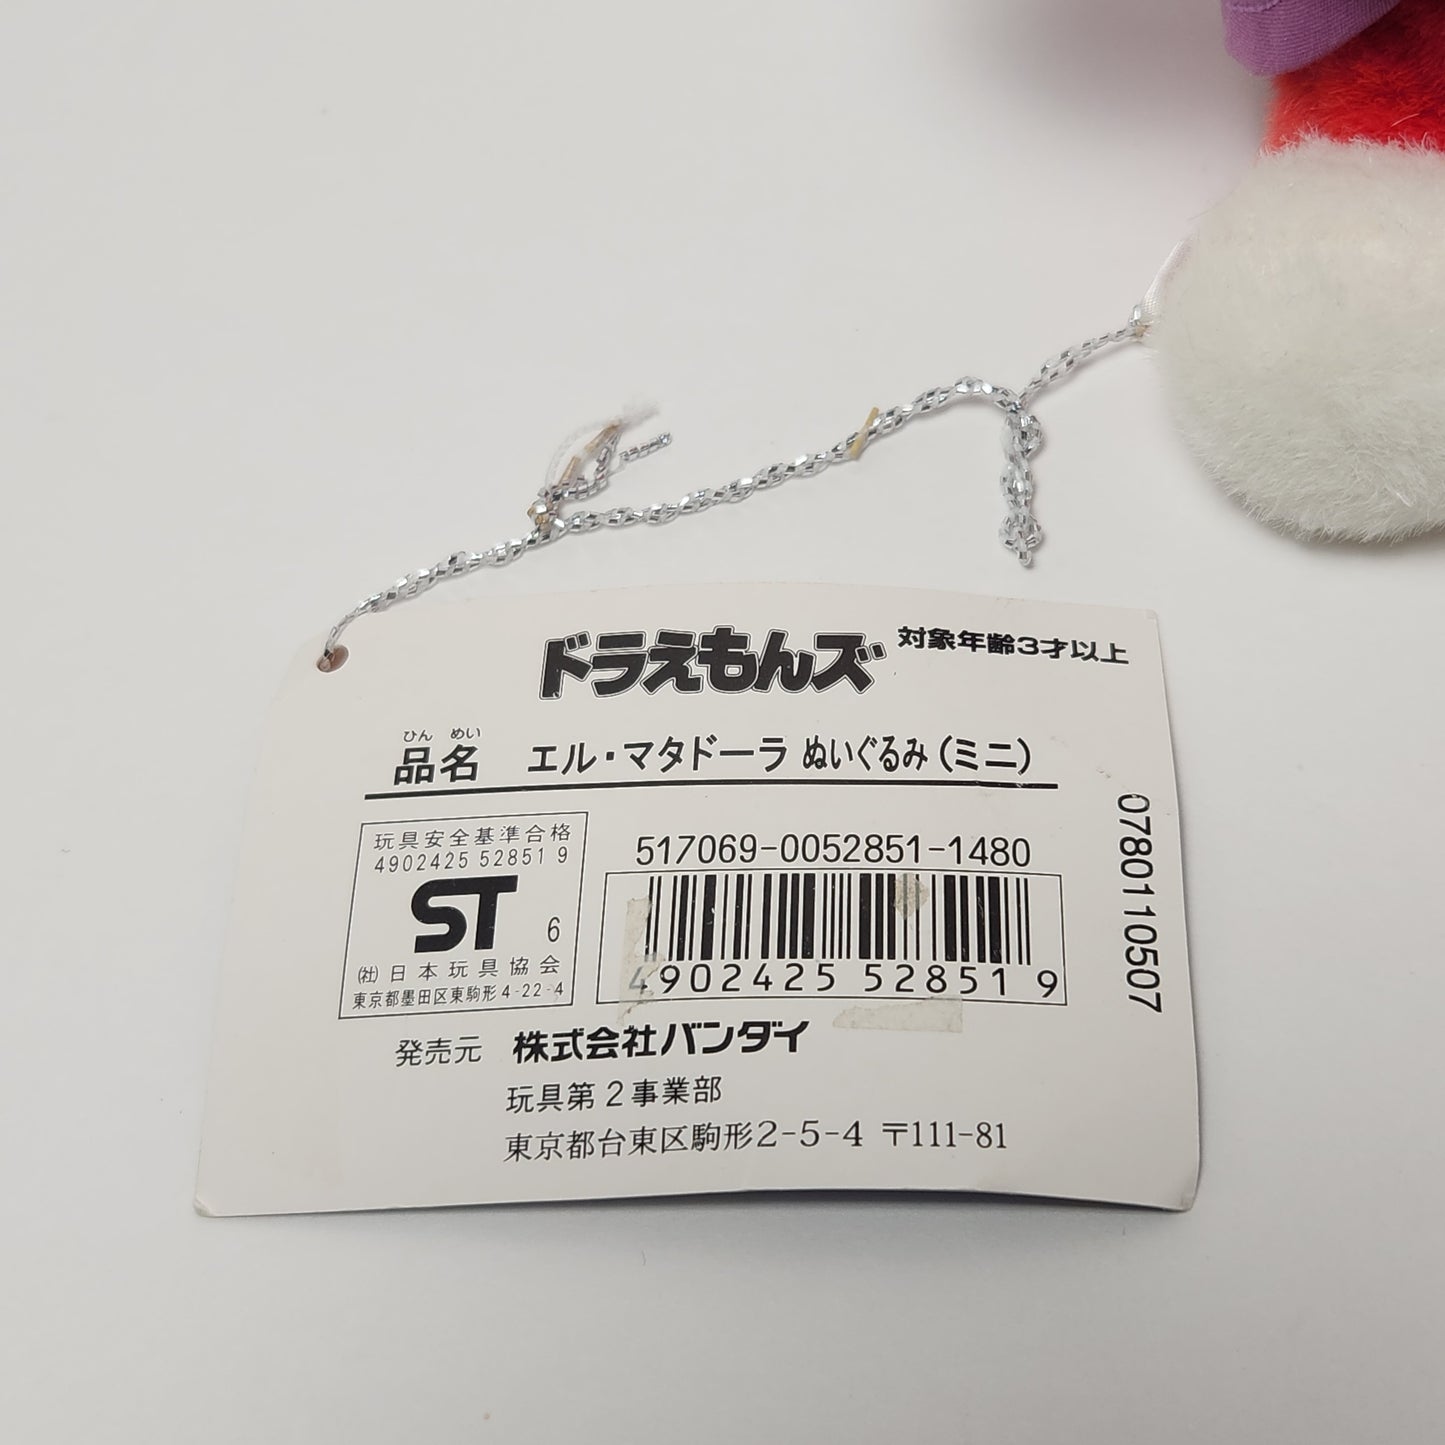 ドラえもんズ 対象年齢3才以上
ひん めい
品名 エル・マタドーラ ぬいぐるみ(ミニ)
玩具安全基準合格
4902425 52851 9
ST 6
(社)日本玩具協会
東京都墨田区東駒形4-22-4
517069-0052851-1480
4902425 52851 9
0780110507
発売元 株式会社バンダイ
玩具第2事業部
東京都台東区駒形2-5-4 〒111-81